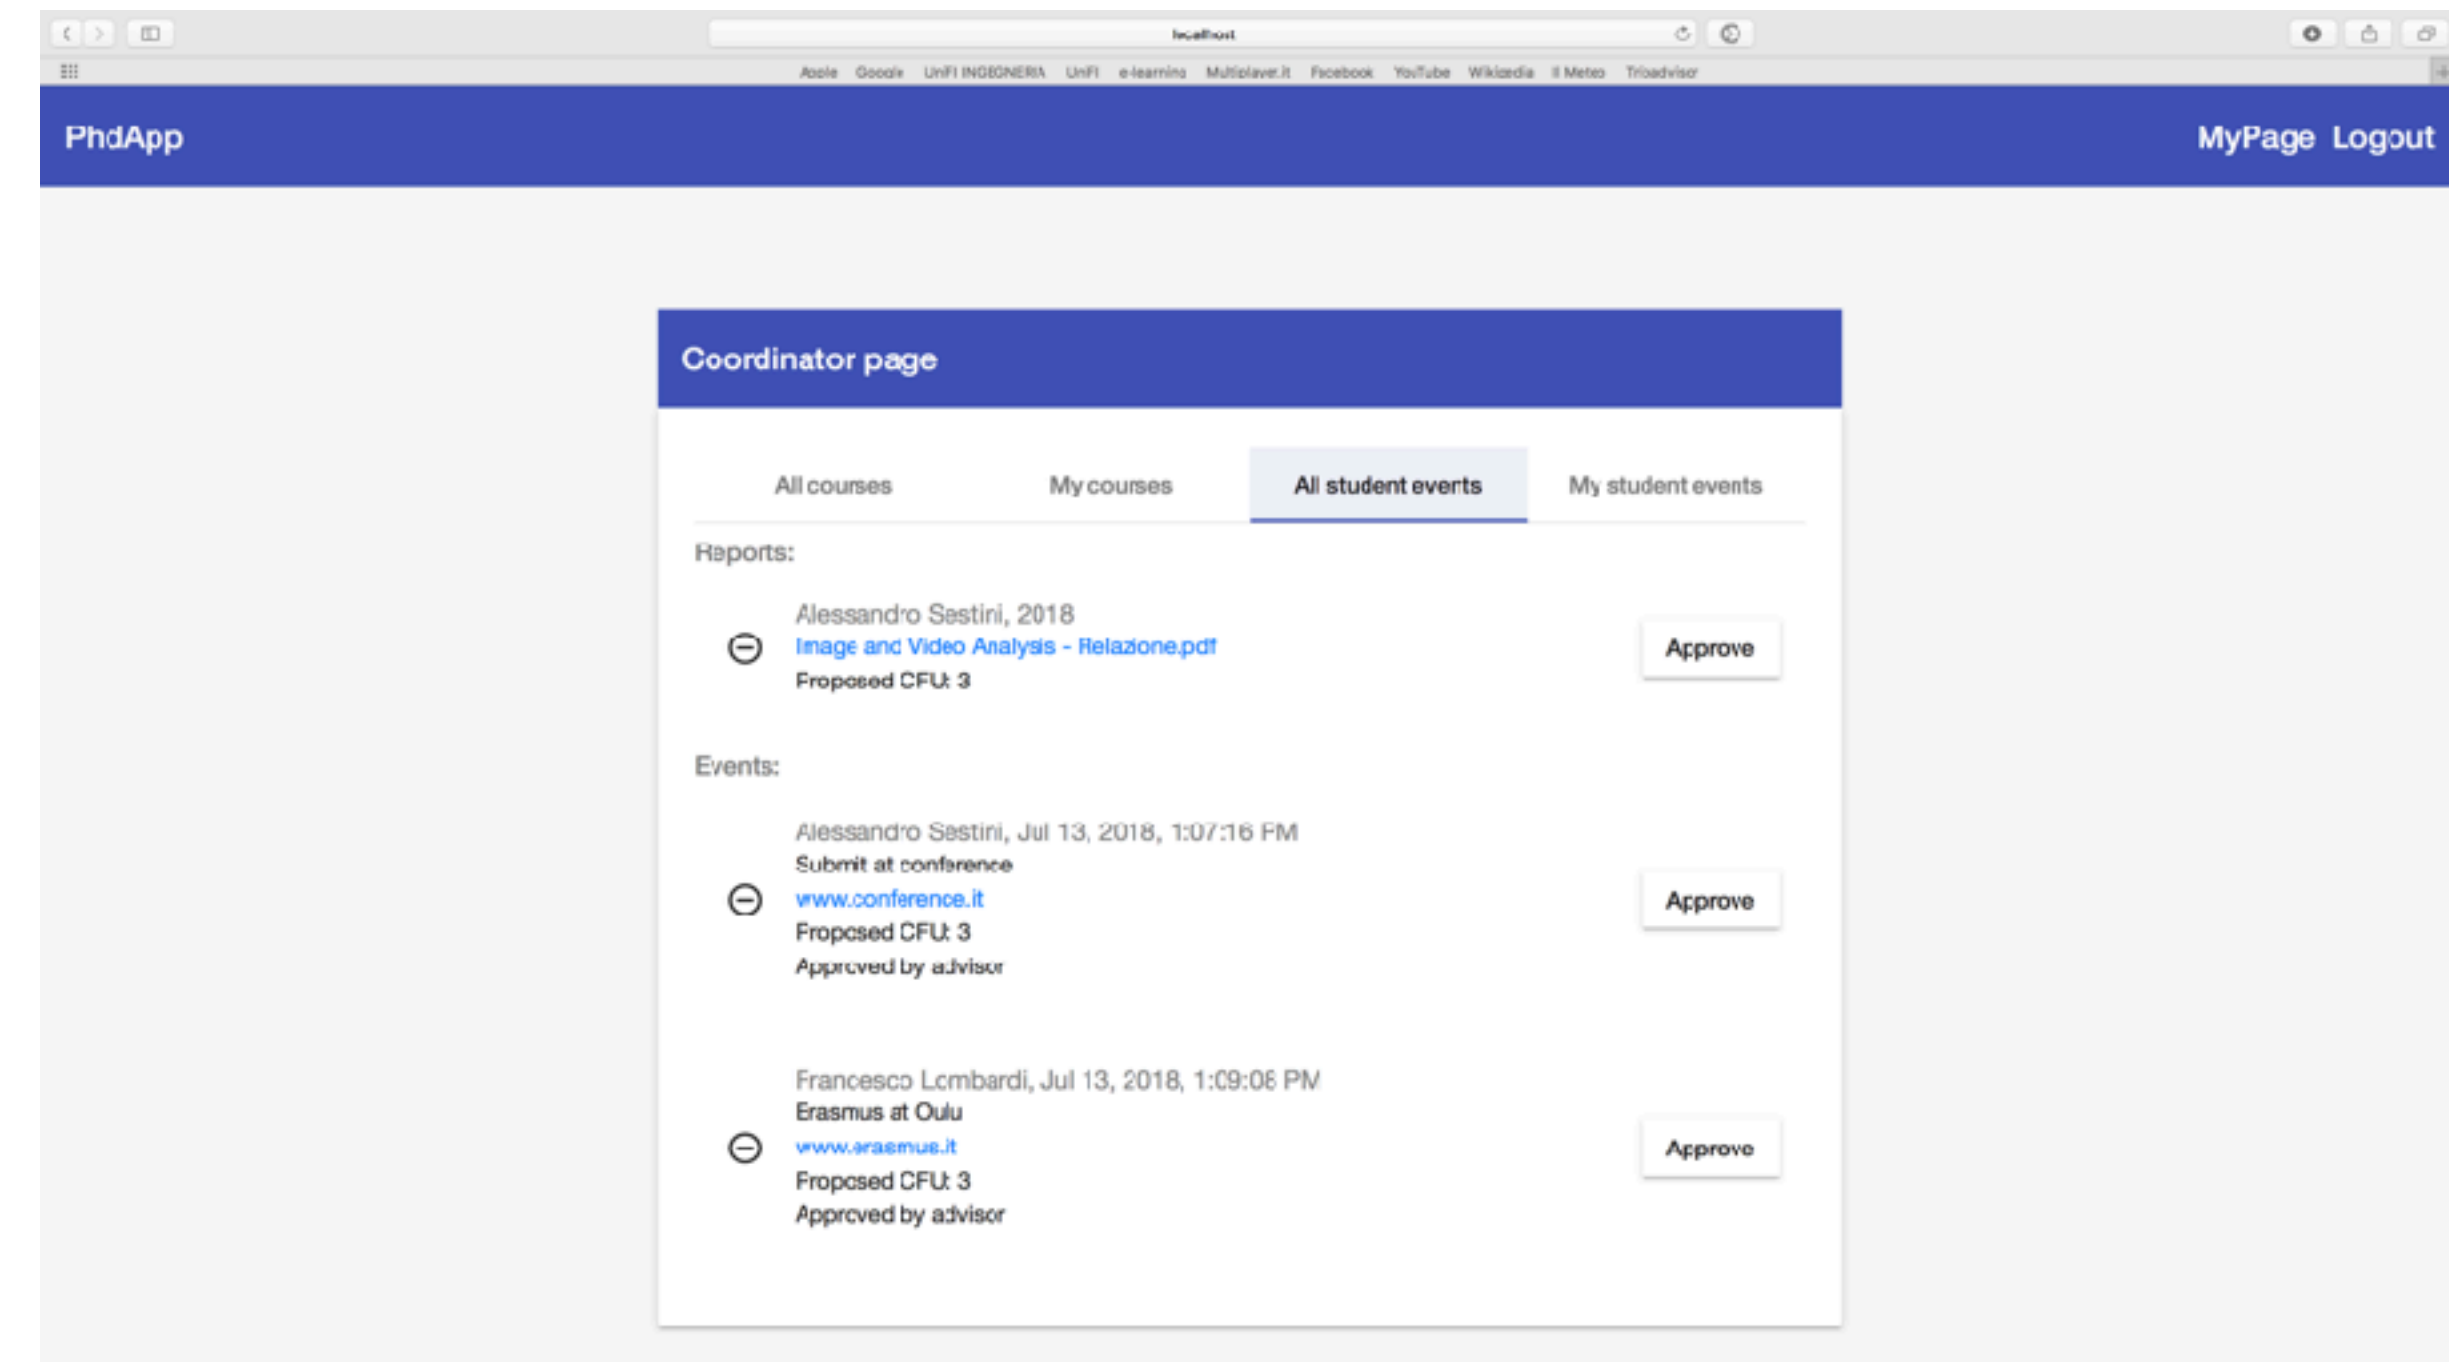 localhost
Apple Google UniFI INGEGNERIA UniFI e-learning Multiplayer.it Facebook YouTube Wikipedia Il Meteo Tripadvisor
PhdApp
MyPage Logout
Coordinator page
All courses My courses All student events My student events
Reports:
Alessandro Sestini, 2018
Image and Video Analysis - Relazione.pdf
Proposed CFU: 3
Approve
Events:
Alessandro Sestini, Jul 13, 2018, 1:07:16 PM
Submit at conference
www.conference.it
Proposed CFU: 3
Approved by advisor
Approve
Francesco Lombardi, Jul 13, 2018, 1:09:08 PM
Erasmus at Oulu
www.erasmus.it
Proposed CFU: 3
Approved by advisor
Approve